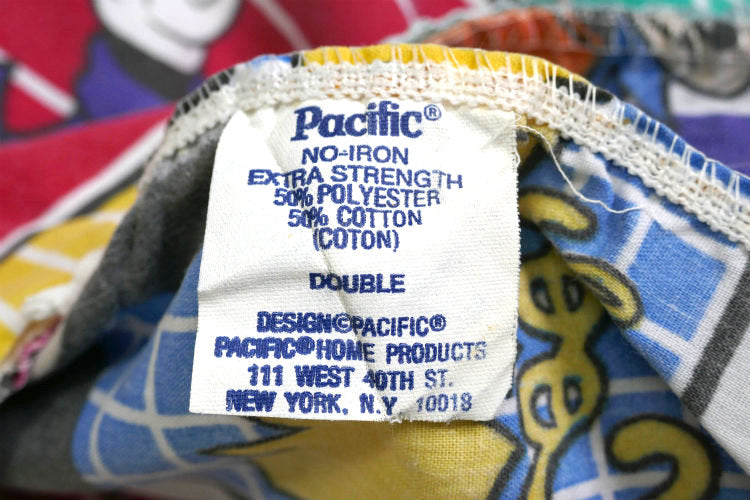 Pacific®
NO-IRON
EXTRA STRENGTH
50% POLYESTER
50% COTTON
(COTON)
DOUBLE
DESIGN©PACIFIC®
PACIFIC®HOME PRODUCTS
111 WEST 40TH ST.
NEW YORK, N.Y. 10018